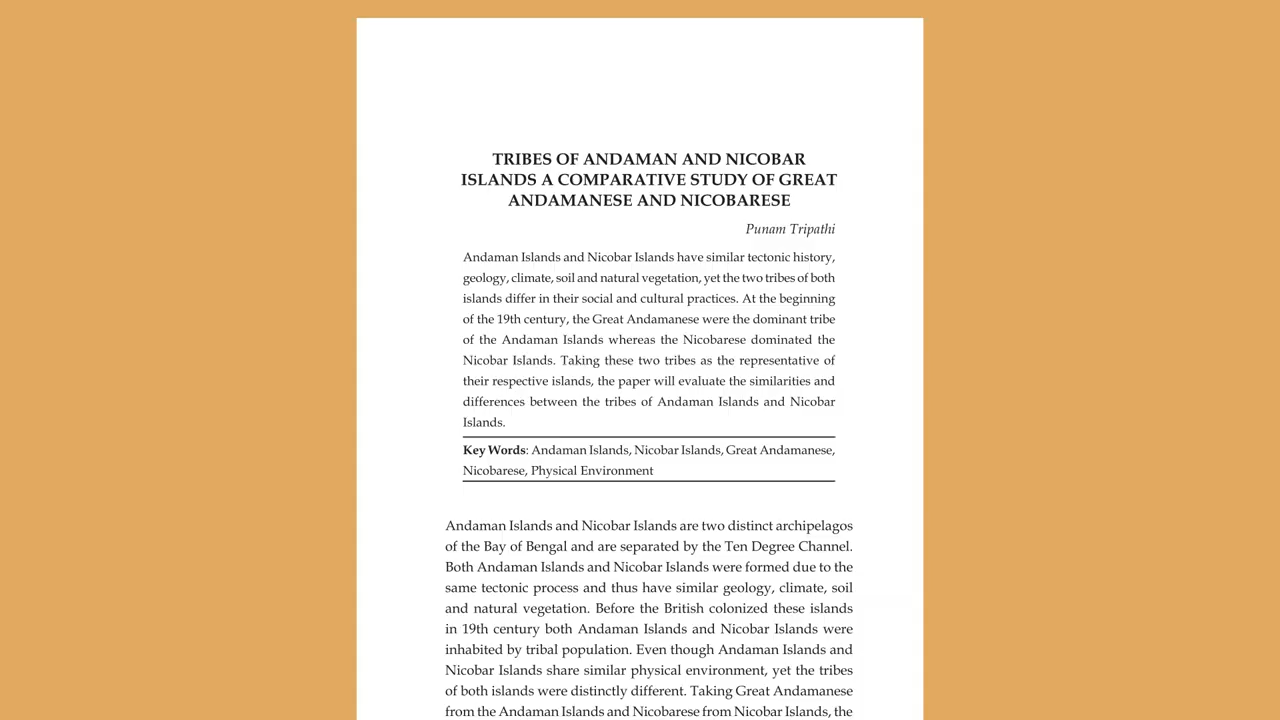 TRIBES OF ANDAMAN AND NICOBAR
ISLANDS A COMPARATIVE STUDY OF GREAT
ANDAMANESE AND NICOBARESE
Punam Tripathi
Andaman Islands and Nicobar Islands have similar tectonic history,
geology, climate, soil and natural vegetation, yet the two tribes of both
islands differ in their social and cultural practices. At the beginning
of the 19th century, the Great Andamanese were the dominant tribe
of the Andaman Islands whereas the Nicobarese dominated the
Nicobar Islands. Taking these two tribes as the representative of
their respective islands, the paper will evaluate the similarities and
differences between the tribes of Andaman Islands and Nicobar
Islands.
Key Words: Andaman Islands, Nicobar Islands, Great Andamanese,
Nicobarese, Physical Environment
Andaman Islands and Nicobar Islands are two distinct archipelagos
of the Bay of Bengal and are separated by the Ten Degree Channel.
Both Andaman Islands and Nicobar Islands were formed due to the
same tectonic process and thus have similar geology, climate, soil
and natural vegetation. Before the British colonized these islands
in 19th century both Andaman Islands and Nicobar Islands were
inhabited by tribal population. Even though Andaman Islands and
Nicobar Islands share similar physical environment, yet the tribes
of both islands were distinctly different. Taking Great Andamanese
from the Andaman Islands and Nicobarese from Nicobar Islands, the